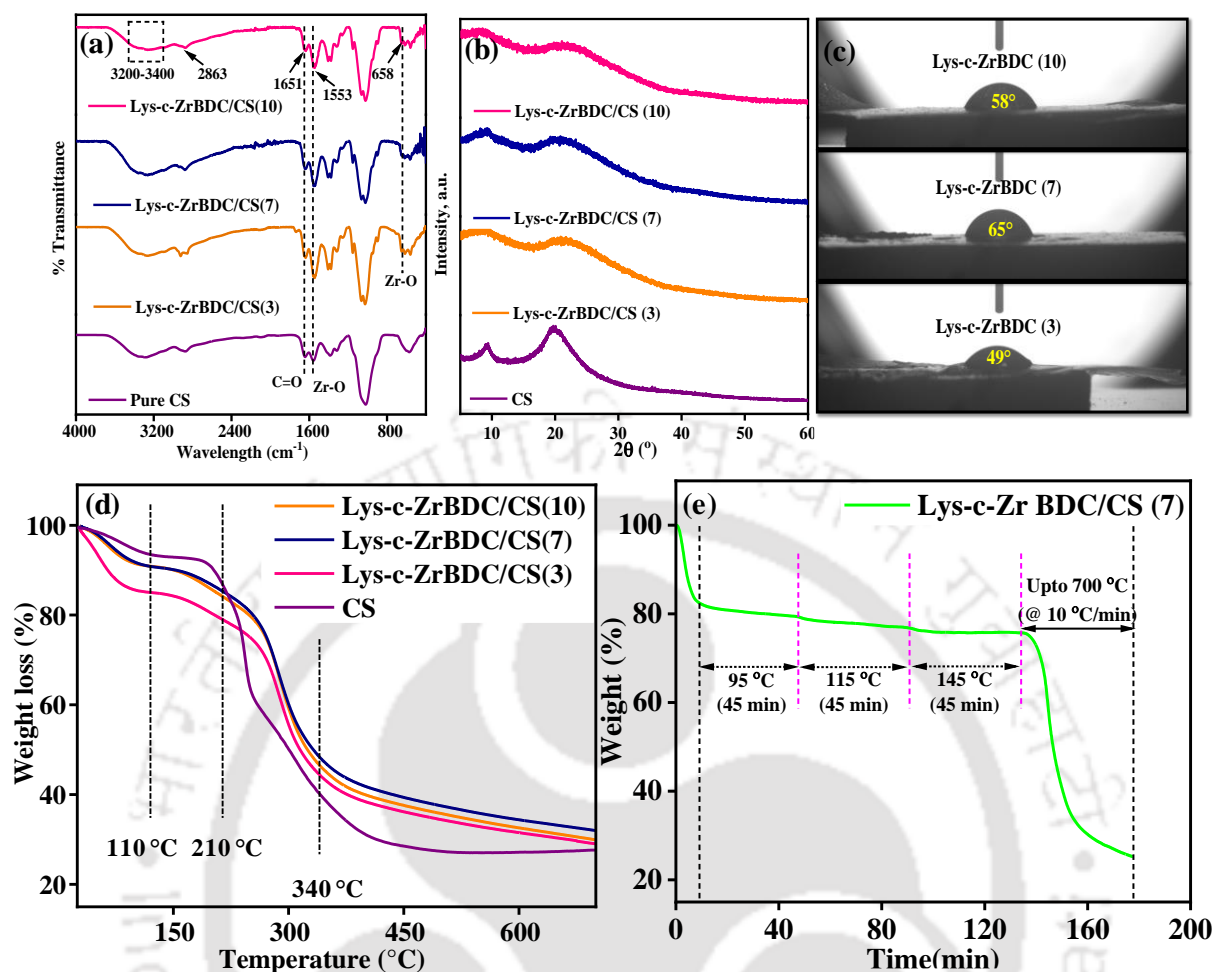 (a)
3200-3400
2863
1651
1553
658
Lys-c-ZrBDC/CS(10)
Lys-c-ZrBDC/CS(7)
Lys-c-ZrBDC/CS(3)
Zr-O
C=O
Zr-O
Pure CS
% Transmittance
4000 3200 2400 1600 800
Wavelength (cm⁻¹)
(b)
Lys-c-ZrBDC/CS (10)
Lys-c-ZrBDC/CS (7)
Lys-c-ZrBDC/CS (3)
CS
Intensity, a.u.
10 20 30 40 50 60
2θ (°)
(c)
Lys-c-ZrBDC (10)
58°
Lys-c-ZrBDC (7)
65°
Lys-c-ZrBDC (3)
49°
(d)
Lys-c-ZrBDC/CS(10)
Lys-c-ZrBDC/CS(7)
Lys-c-ZrBDC/CS(3)
CS
100
80
60
40
20
Weight loss (%)
110 °C
210 °C
340 °C
150 300 450 600
Temperature (°C)
(e)
Lys-c-Zr BDC/CS (7)
100
80
60
40
20
Weight (%)
95 °C
(45 min)
115 °C
(45 min)
145 °C
(45 min)
Upto 700 °C
(@ 10 °C/min)
0 40 80 120 160 200
Time(min)